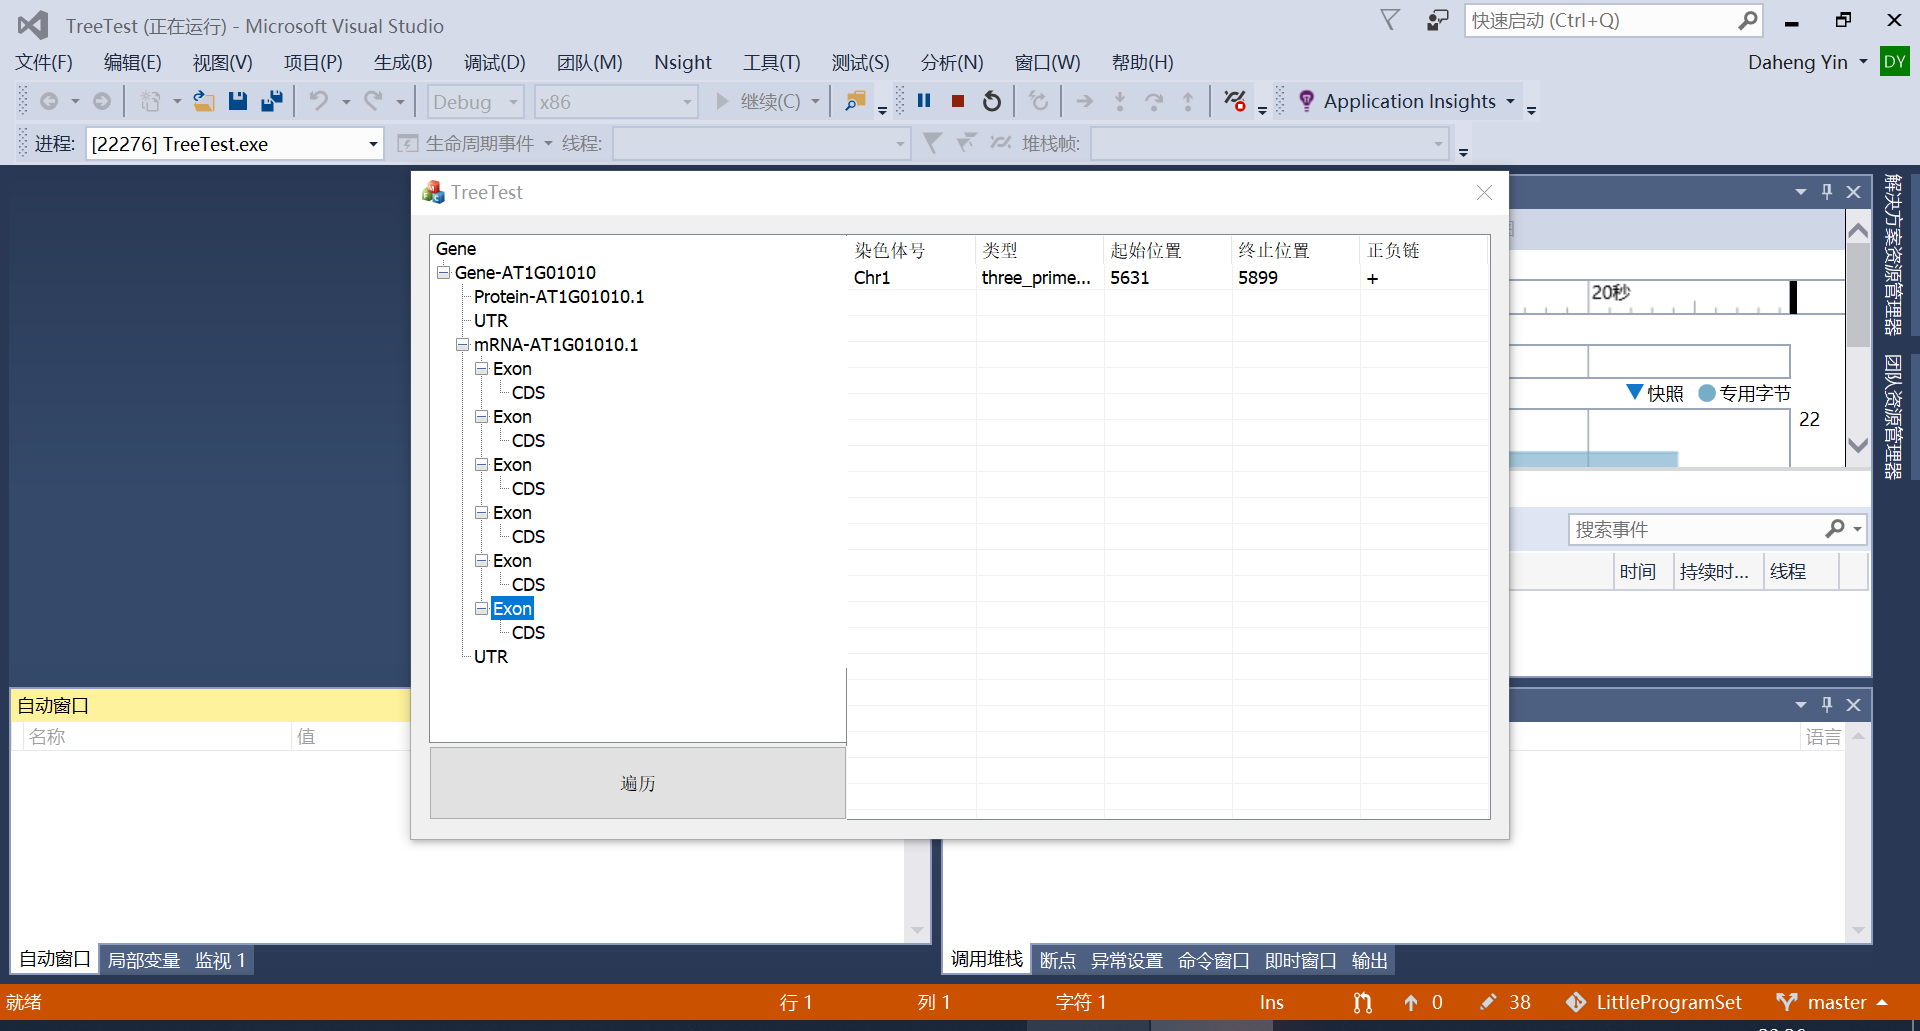 TreeTest (正在运行) - Microsoft Visual Studio
快速启动 (Ctrl+Q)
文件(F) 编辑(E) 视图(V) 项目(P) 生成(B) 调试(D) 团队(M) Nsight 工具(T) 测试(S) 分析(N) 窗口(W) 帮助(H)
Daheng Yin DY
Debug x86 继续(C) Application Insights
进程: [22276] TreeTest.exe 生命周期事件 线程: 堆栈帧:
TreeTest
Gene
Gene-AT1G01010
Protein-AT1G01010.1
UTR
mRNA-AT1G01010.1
Exon
CDS
Exon
CDS
Exon
CDS
Exon
CDS
Exon
CDS
Exon
CDS
UTR
遍历
染色体号 类型 起始位置 终止位置 正负链
Chr1 three_prime... 5631 5899 +
20秒
快照 专用字节
22
搜索事件
时间 持续时... 线程
解决方案资源管理器
团队资源管理器
自动窗口
名称 值
语言
自动窗口 局部变量 监视 1
调用堆栈 断点 异常设置 命令窗口 即时窗口 输出
就绪 行 1 列 1 字符 1 Ins 0 38 LittleProgramSet master